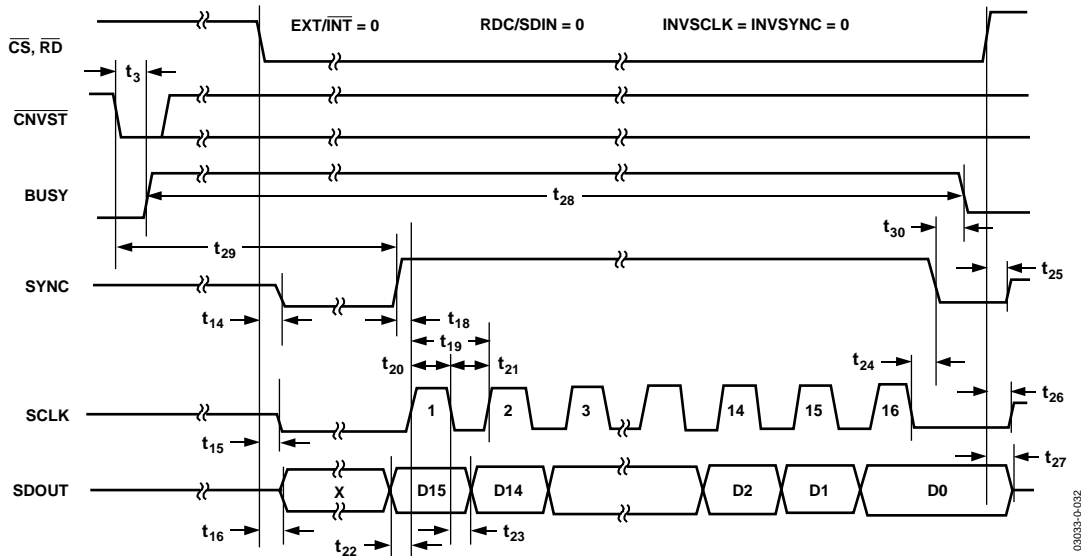 EXT/INT = 0 RDC/SDIN = 0 INVSCLK = INVSYNC = 0
CS, RD
t3
CNVST
BUSY
t28
t30
t29
t25
SYNC
t14
t18
t19
t20
t21
t24
t26
SCLK
1 2 3 14 15 16
t15
t27
SDOUT
X D15 D14 D2 D1 D0
t16
t22
t23
03033-0-032